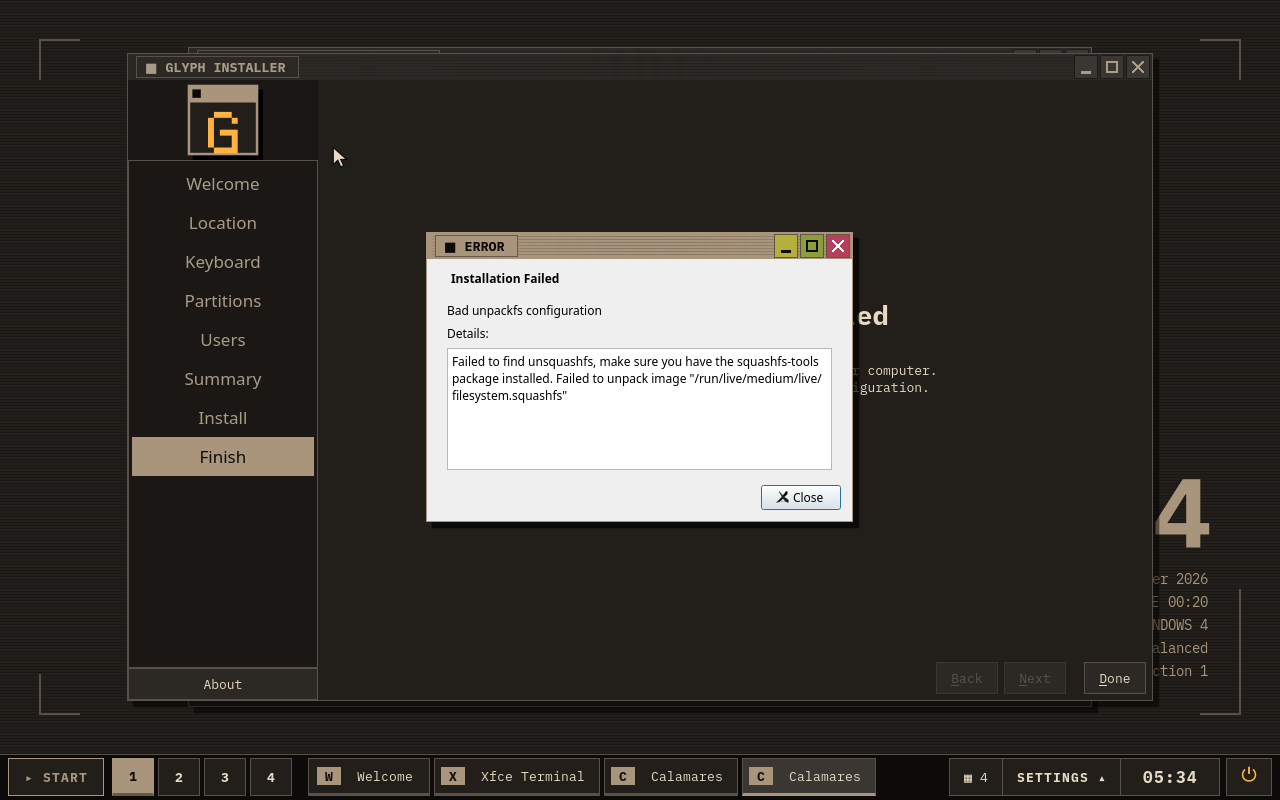 GLYPH INSTALLER
G
Welcome
Location
Keyboard
Partitions
Users
Summary
Install
Finish
About
ERROR
Installation Failed
Bad unpackfs configuration
Details:
Failed to find unsquashfs, make sure you have the squashfs-tools
package installed. Failed to unpack image "/run/live/medium/live/
filesystem.squashfs"
Close
ed
computer.
iguration.
4
er 2026
E 00:20
NDOWS 4
alanced
ction 1
Back
Next
Done
▸ START
1
2
3
4
W Welcome
X Xfce Terminal
C Calamares
C Calamares
▦ 4
SETTINGS ▴
05:34